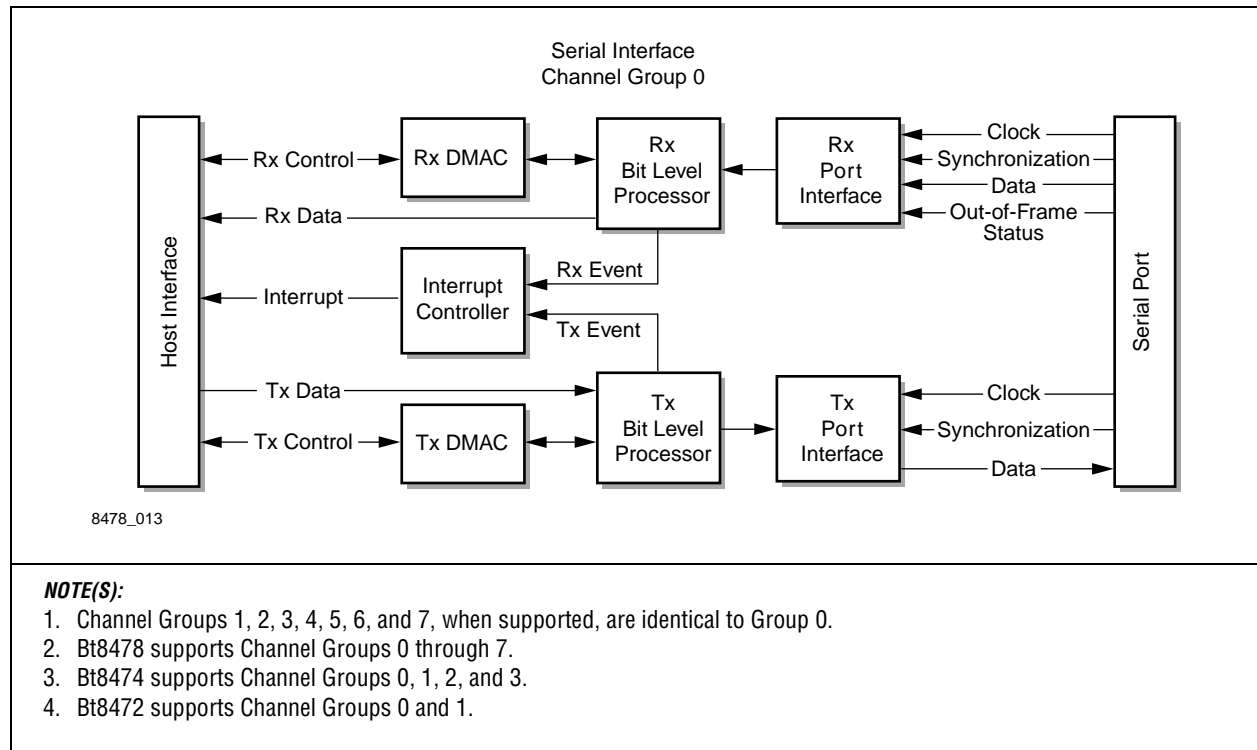 Serial Interface
Channel Group 0
Host Interface
Rx Control
Rx DMAC
Rx
Bit Level
Processor
Rx
Port
Interface
Clock
Synchronization
Data
Out-of-Frame
Status
Serial Port
Rx Data
Rx Event
Interrupt
Interrupt
Controller
Tx Event
Tx Data
Tx Control
Tx DMAC
Tx
Bit Level
Processor
Tx
Port
Interface
Clock
Synchronization
Data
8478_013
NOTE(S):
1. Channel Groups 1, 2, 3, 4, 5, 6, and 7, when supported, are identical to Group 0.
2. Bt8478 supports Channel Groups 0 through 7.
3. Bt8474 supports Channel Groups 0, 1, 2, and 3.
4. Bt8472 supports Channel Groups 0 and 1.